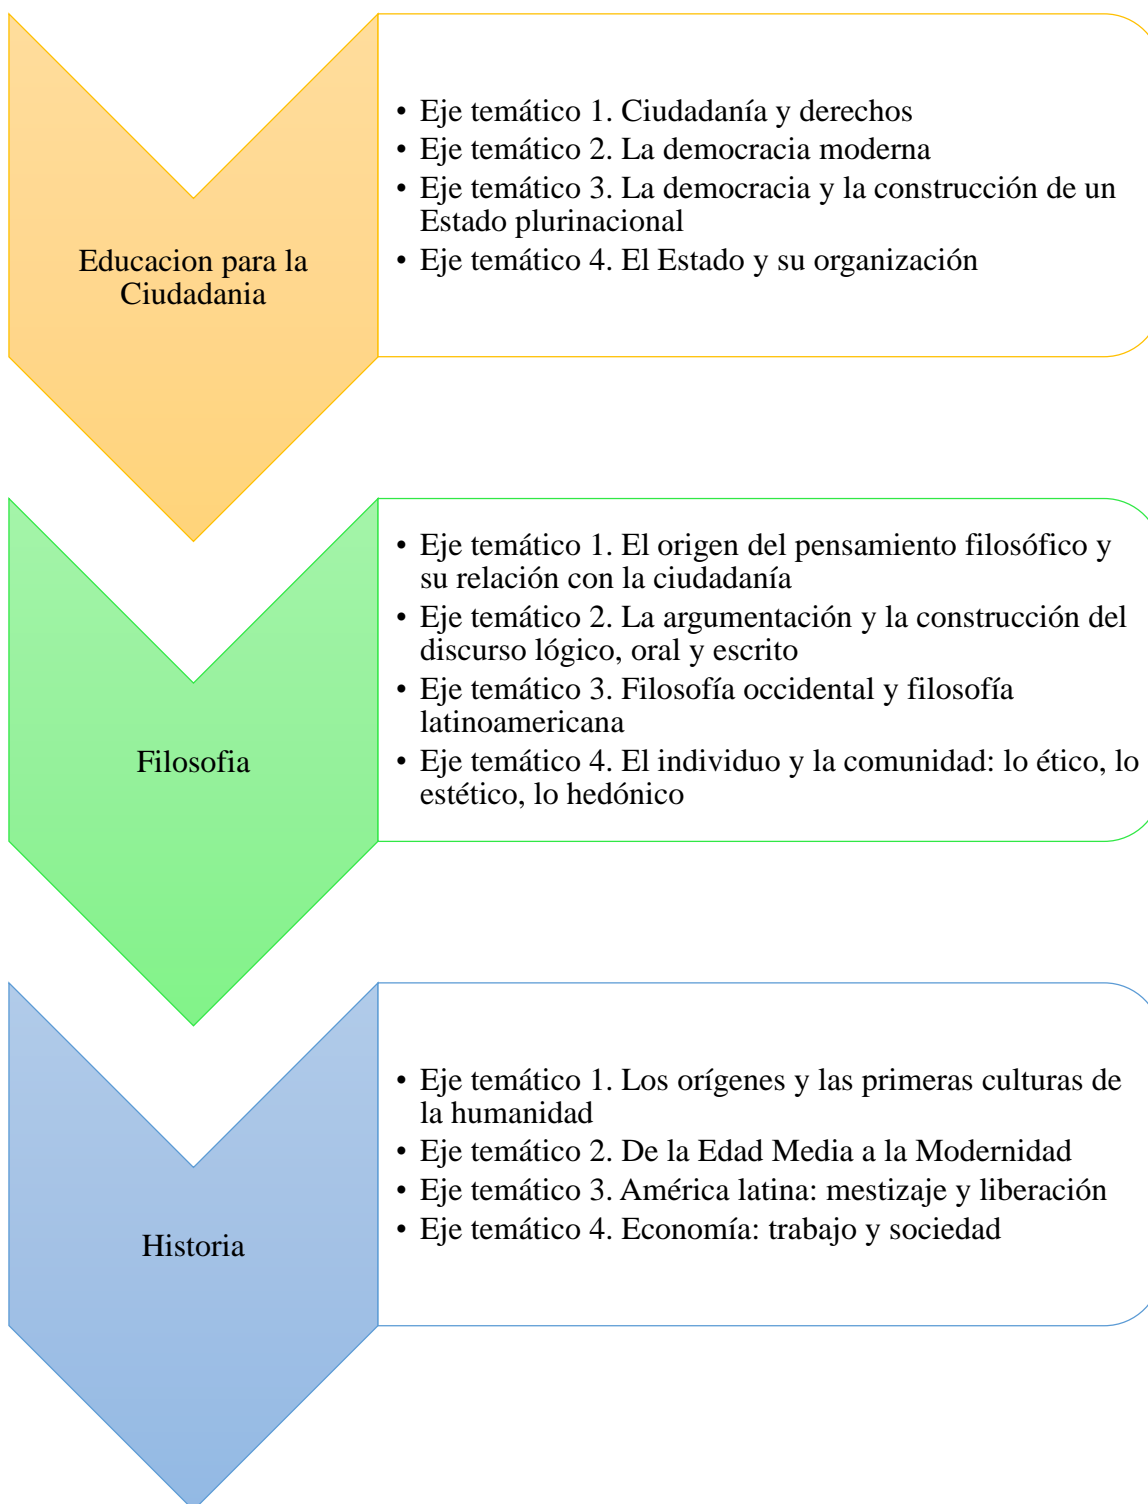 Educacion para la
Ciudadania
• Eje temático 1. Ciudadanía y derechos
• Eje temático 2. La democracia moderna
• Eje temático 3. La democracia y la construcción de un
Estado plurinacional
• Eje temático 4. El Estado y su organización
Filosofia
• Eje temático 1. El origen del pensamiento filosófico y
su relación con la ciudadanía
• Eje temático 2. La argumentación y la construcción del
discurso lógico, oral y escrito
• Eje temático 3. Filosofía occidental y filosofía
latinoamericana
• Eje temático 4. El individuo y la comunidad: lo ético, lo
estético, lo hedónico
Historia
• Eje temático 1. Los orígenes y las primeras culturas de
la humanidad
• Eje temático 2. De la Edad Media a la Modernidad
• Eje temático 3. América latina: mestizaje y liberación
• Eje temático 4. Economía: trabajo y sociedad